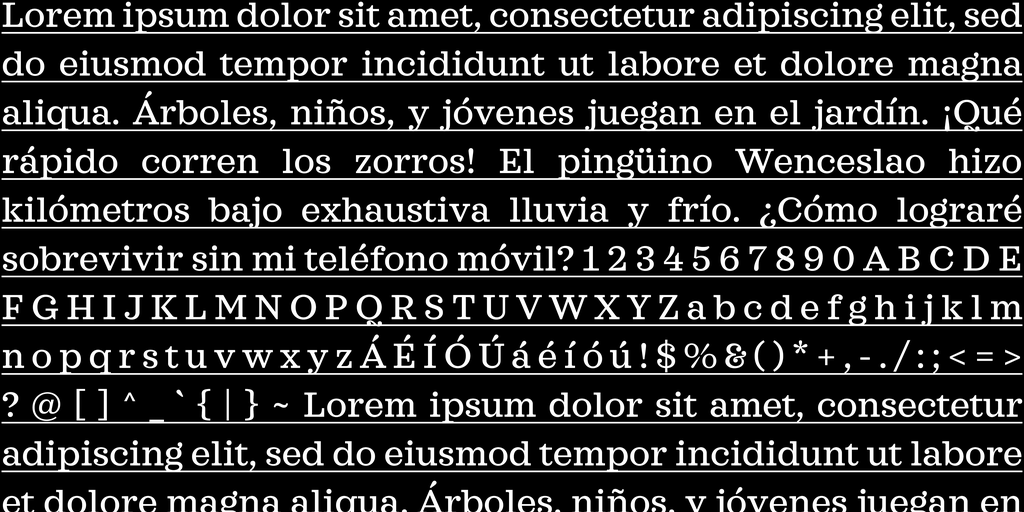 Lorem ipsum dolor sit amet, consectetur adipiscing elit, sed
do eiusmod tempor incididunt ut labore et dolore magna
aliqua. Árboles, niños, y jóvenes juegan en el jardín. ¡Qué
rápido corren los zorros! El pingüino Wenceslao hizo
kilómetros bajo exhaustiva lluvia y frío. ¿Cómo lograré
sobrevivir sin mi teléfono móvil? 1 2 3 4 5 6 7 8 9 0 A B C D E
F G H I J K L M N O P Q R S T U V W X Y Z a b c d e f g h i j k l m
n o p q r s t u v w x y z Á É Í Ó Ú á é í ó ú ! $ % & ( ) * + , - . / : ; < = >
? @ [ ] ^ _ ` { | } ~ Lorem ipsum dolor sit amet, consectetur
adipiscing elit, sed do eiusmod tempor incididunt ut labore
et dolore magna aliqua. Árboles, niños, y jóvenes juegan en